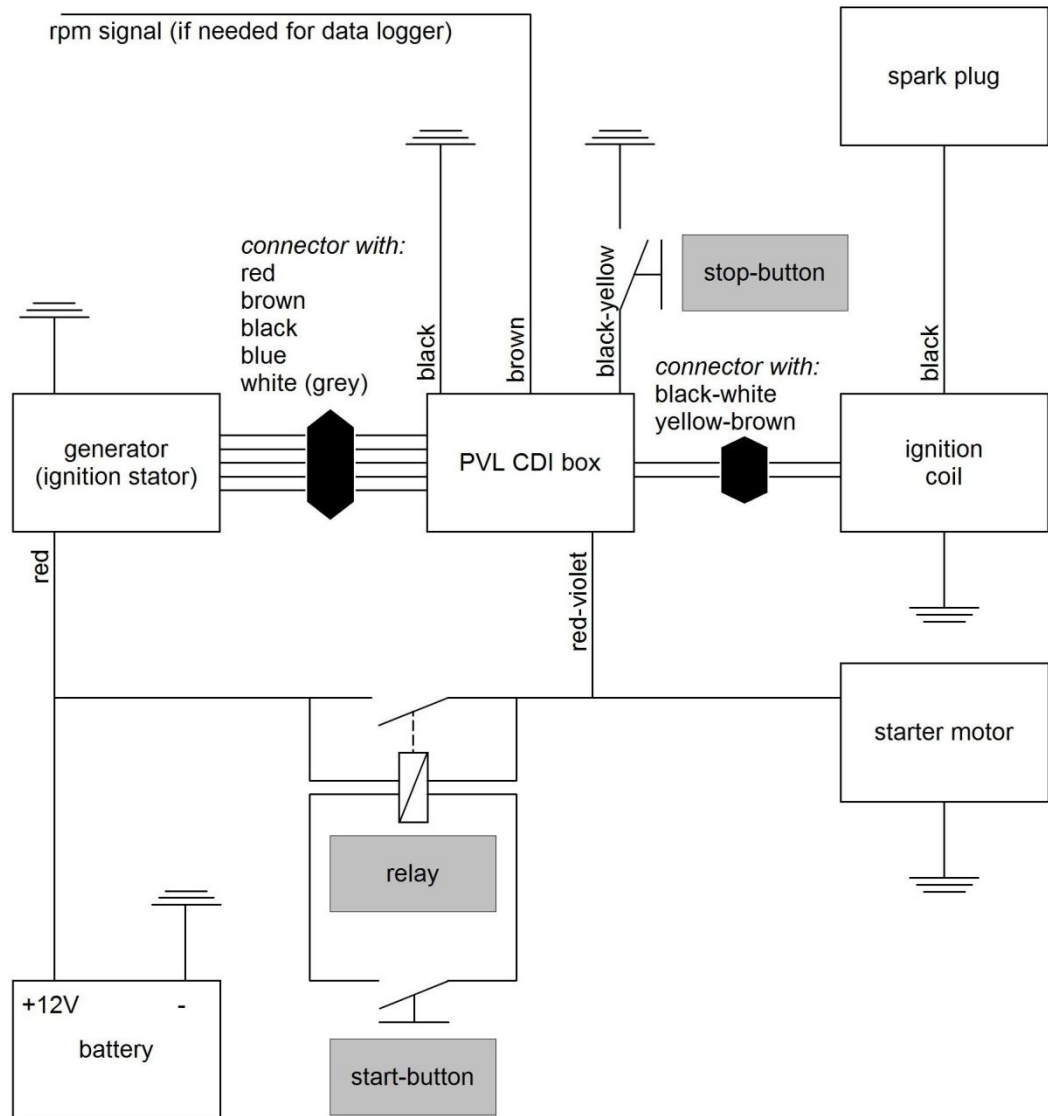 rpm signal (if needed for data logger)
spark plug
connector with:
red
brown
black
blue
white (grey)
black
brown
black-yellow
stop-button
connector with:
black-white
yellow-brown
black
generator
(ignition stator)
PVL CDI box
ignition
coil
red
red-violet
starter motor
relay
+12V -
battery
start-button